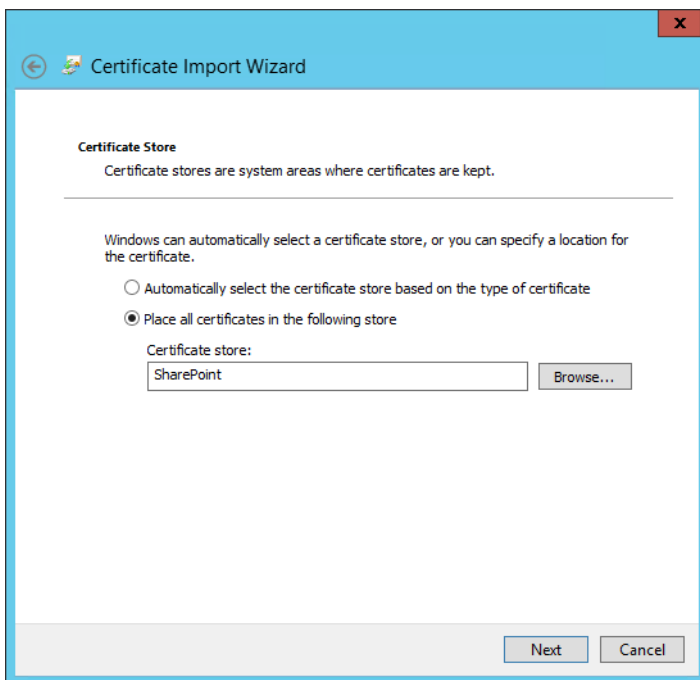 x
Certificate Import Wizard
Certificate Store
Certificate stores are system areas where certificates are kept.
Windows can automatically select a certificate store, or you can specify a location for
the certificate.
Automatically select the certificate store based on the type of certificate
Place all certificates in the following store
Certificate store:
SharePoint
Browse...
Next
Cancel